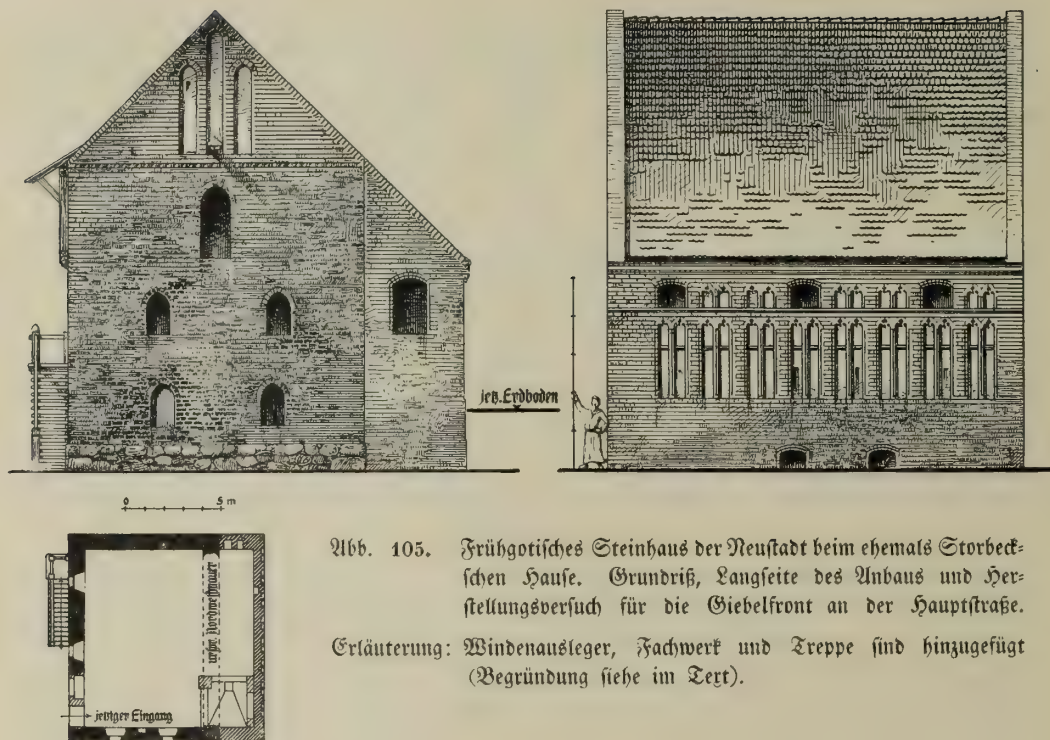 jetz. Erdboden
0 5 m
Abb. 105. Frühgotisches Steinhaus der Neustadt beim ehemals Storbeck-
schen Hause. Grundriß, Langseite des Anbaus und Her-
stellungsversuch für die Giebelfront an der Hauptstraße.
Erläuterung: Windenausleger, Fachwerk und Treppe sind hinzugefügt
(Begründung siehe im Text).
urspr. Nordwestmauer
jetziger Eingang